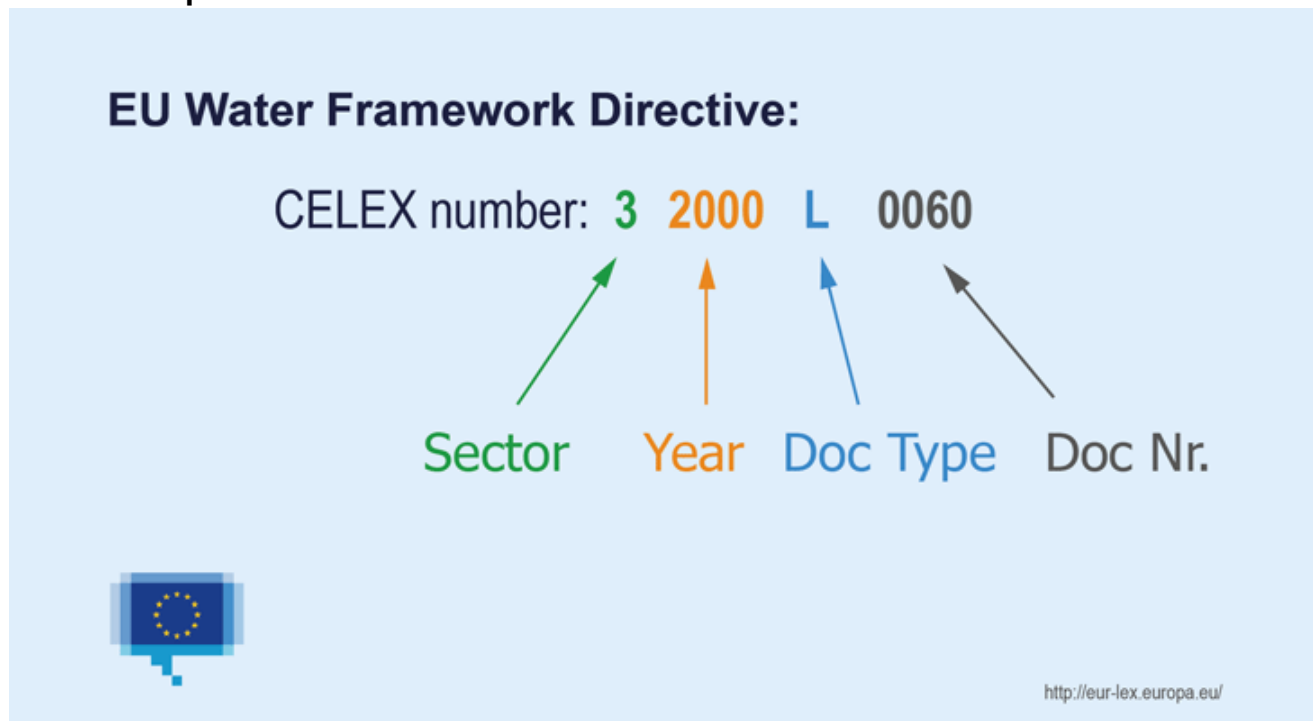 EU Water Framework Directive:
CELEX number: 3 2000 L 0060
Sector Year Doc Type Doc Nr.
http://eur-lex.europa.eu/